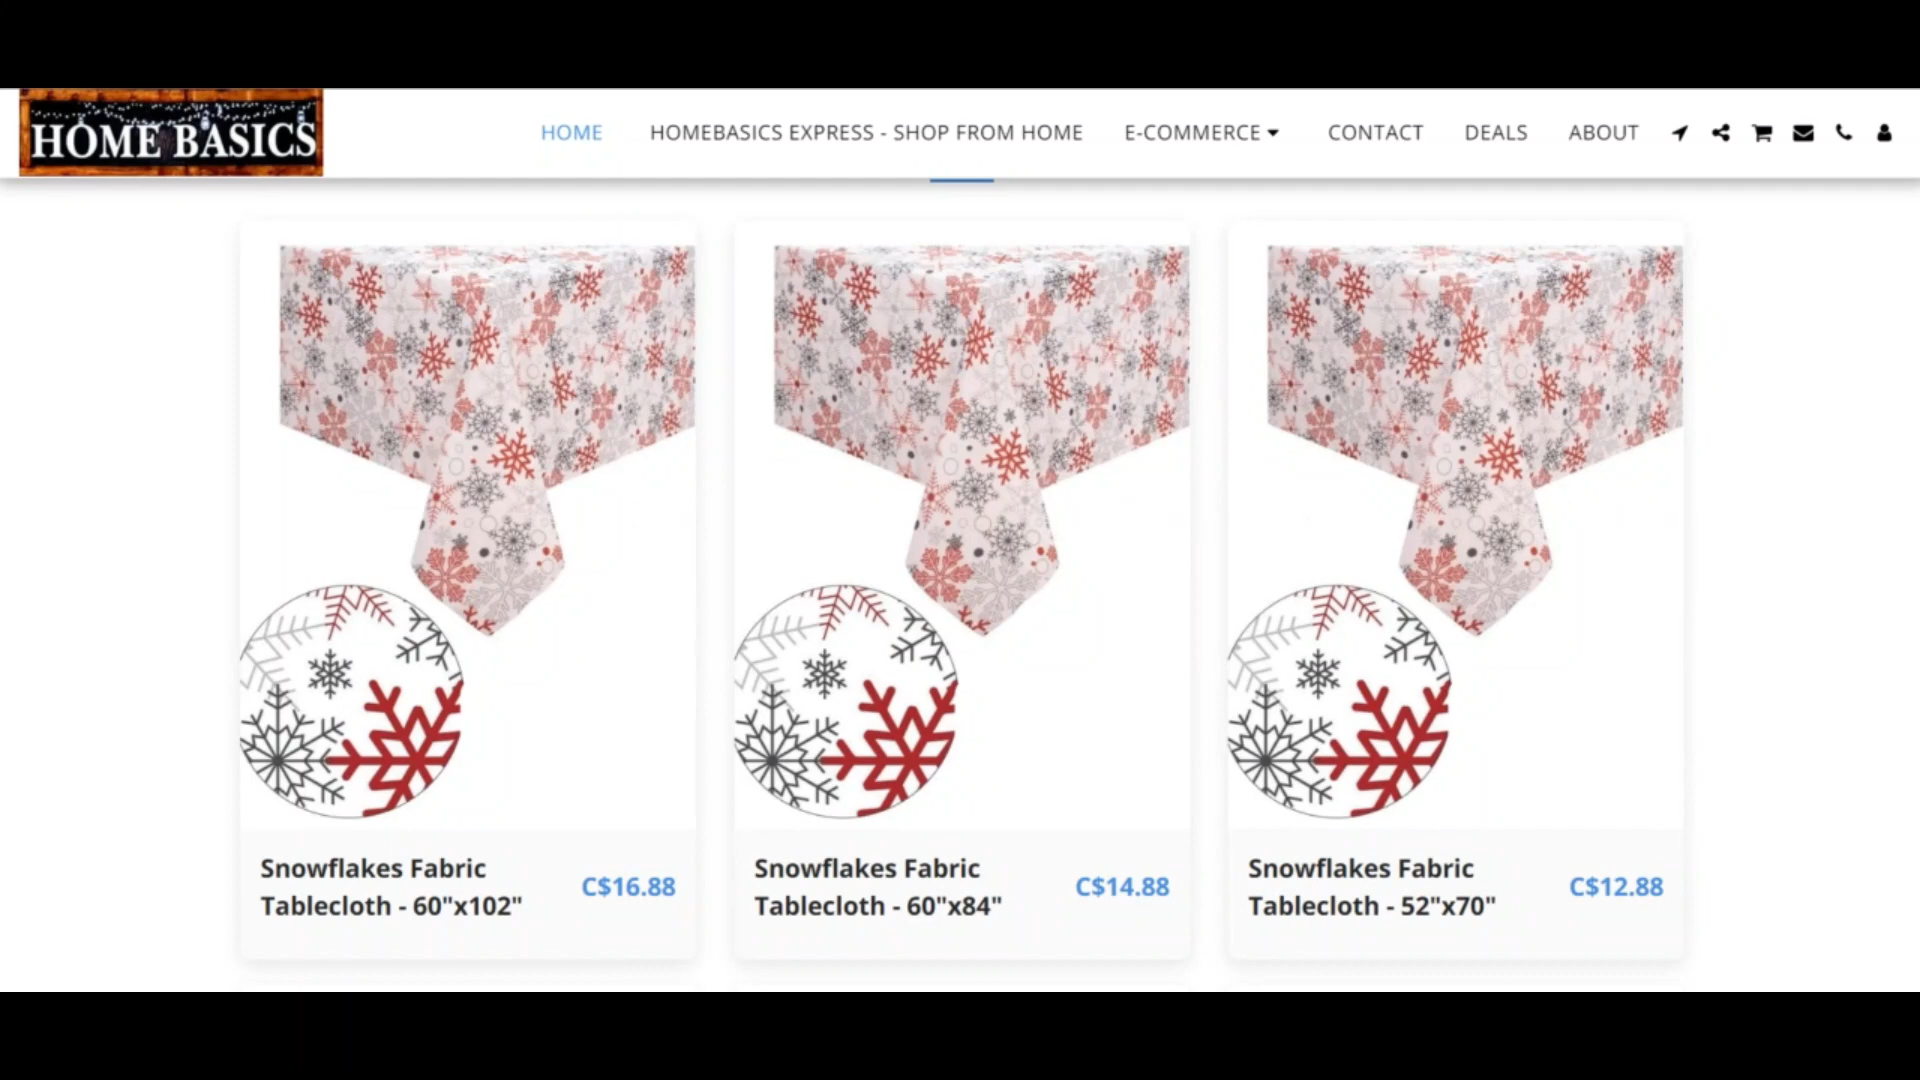 HOME BASICS
HOME HOMEBASICS EXPRESS - SHOP FROM HOME E-COMMERCE CONTACT DEALS ABOUT
Snowflakes Fabric
Tablecloth - 60"x102"
C$16.88
Snowflakes Fabric
Tablecloth - 60"x84"
C$14.88
Snowflakes Fabric
Tablecloth - 52"x70"
C$12.88